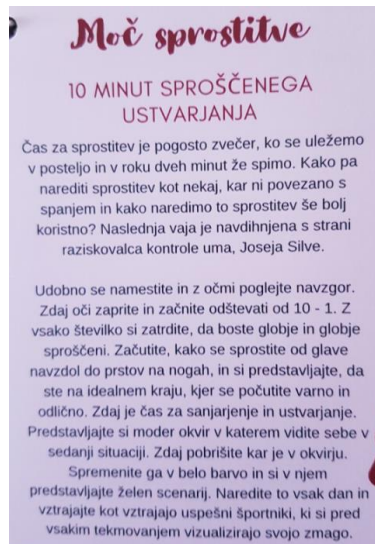 Moč sprostitve
10 MINUT SPROŠČENEGA
USTVARJANJA
Čas za sprostitev je pogosto zvečer, ko se uležemo
v posteljo in v roku dveh minut že spimo. Kako pa
narediti sprostitev kot nekaj, kar ni povezano s
spanjem in kako naredimo to sprostitev še bolj
koristno? Naslednja vaja je navdihnjena s strani
raziskovalca kontrole uma, Joseja Silve.
Udobno se namestite in z očmi poglejte navzgor.
Zdaj oči zaprite in začnite odštevati od 10 - 1. Z
vsako številko si zatrdite, da boste globje in globje
sproščeni. Začutite, kako se sprostite od glave
navzdol do prstov na nogah, in si predstavljajte, da
ste na idealnem kraju, kjer se počutite varno in
odlično. Zdaj je čas za sanjarjenje in ustvarjanje.
Predstavljajte si moder okvir v katerem vidite sebe v
sedanji situaciji. Zdaj pobrišite kar je v okvirju.
Spremenite ga v belo barvo in si v njem
predstavljajte želen scenarij. Naredite to vsak dan in
vztrajajte kot vztrajajo uspešni športniki, ki si pred
vsakim tekmovanjem vizualizirajo svojo zmago.